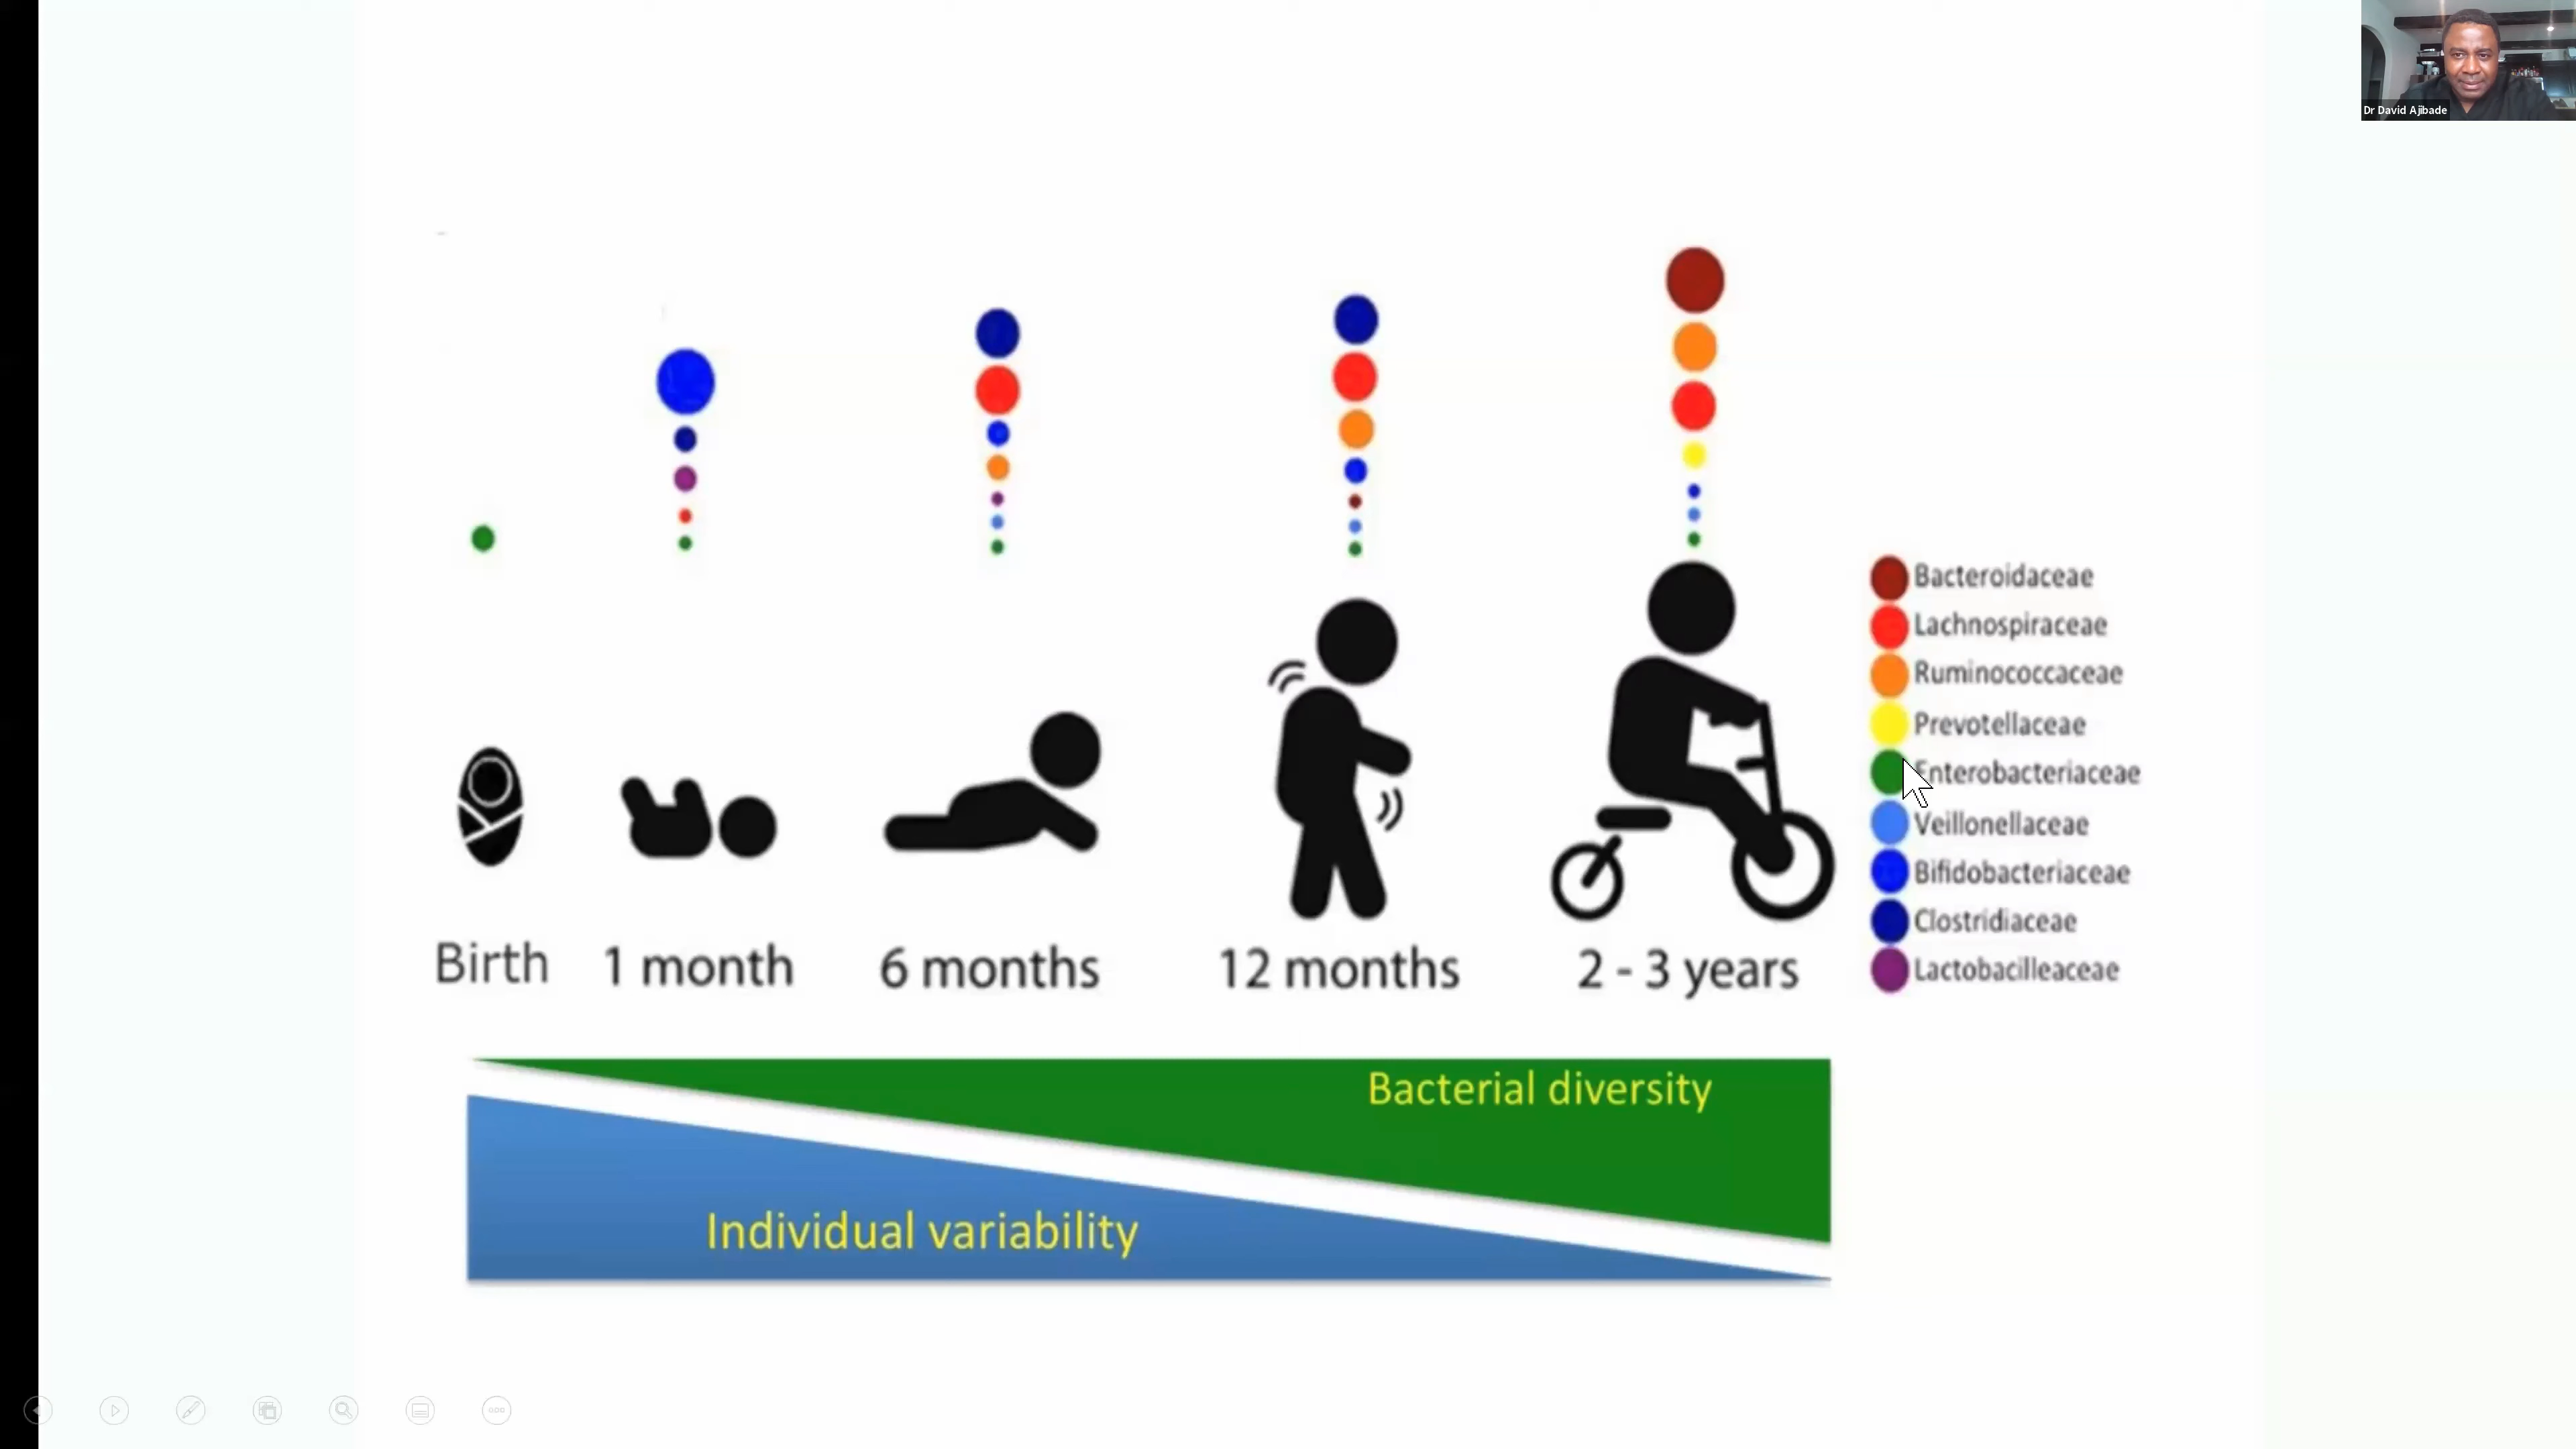 Dr David Ajibade
Bacteroidaceae
Lachnospiraceae
Ruminococcaceae
Prevotellaceae
Enterobacteriaceae
Veillonellaceae
Bifidobacteriaceae
Clostridiaceae
Lactobacilleaceae
Birth
1 month
6 months
12 months
2 - 3 years
Bacterial diversity
Individual variability